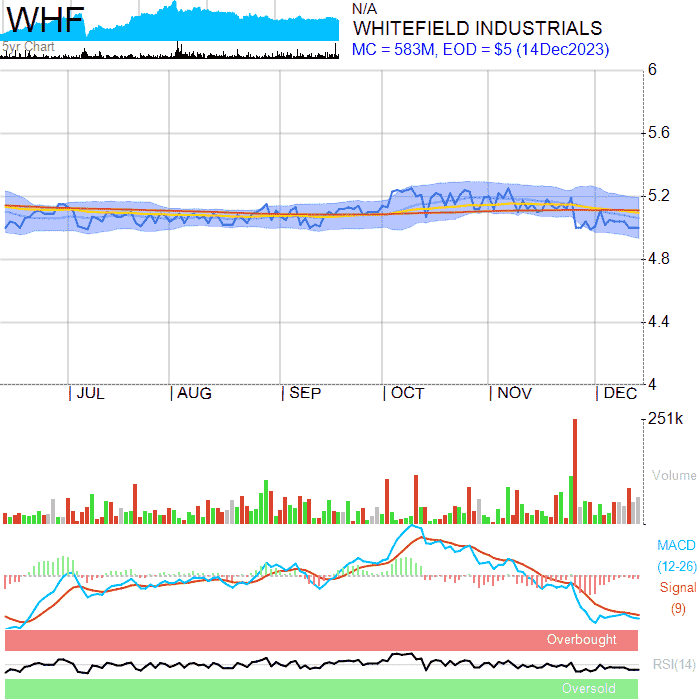 WHF
5yr Chart
N/A
WHITEFIELD INDUSTRIALS
MC = 583M, EOD = $5 (14Dec2023)
6
5.6
5.2
4.8
4.4
4
JUL AUG SEP OCT NOV DEC
251k
Volume
MACD
(12-26)
Signal
(9)
Overbought
RSI(14)
Oversold